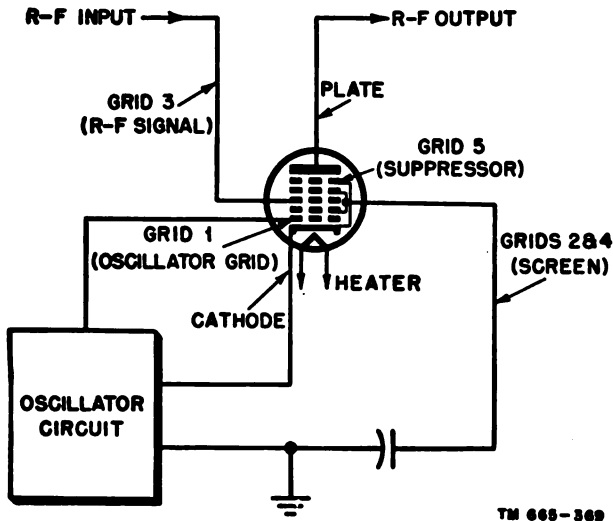 R-F INPUT
R-F OUTPUT
PLATE
GRID 3
(R-F SIGNAL)
GRID 5
(SUPPRESSOR)
GRID 1
(OSCILLATOR GRID)
GRIDS 2&4
(SCREEN)
HEATER
CATHODE
OSCILLATOR
CIRCUIT
TM 665-369